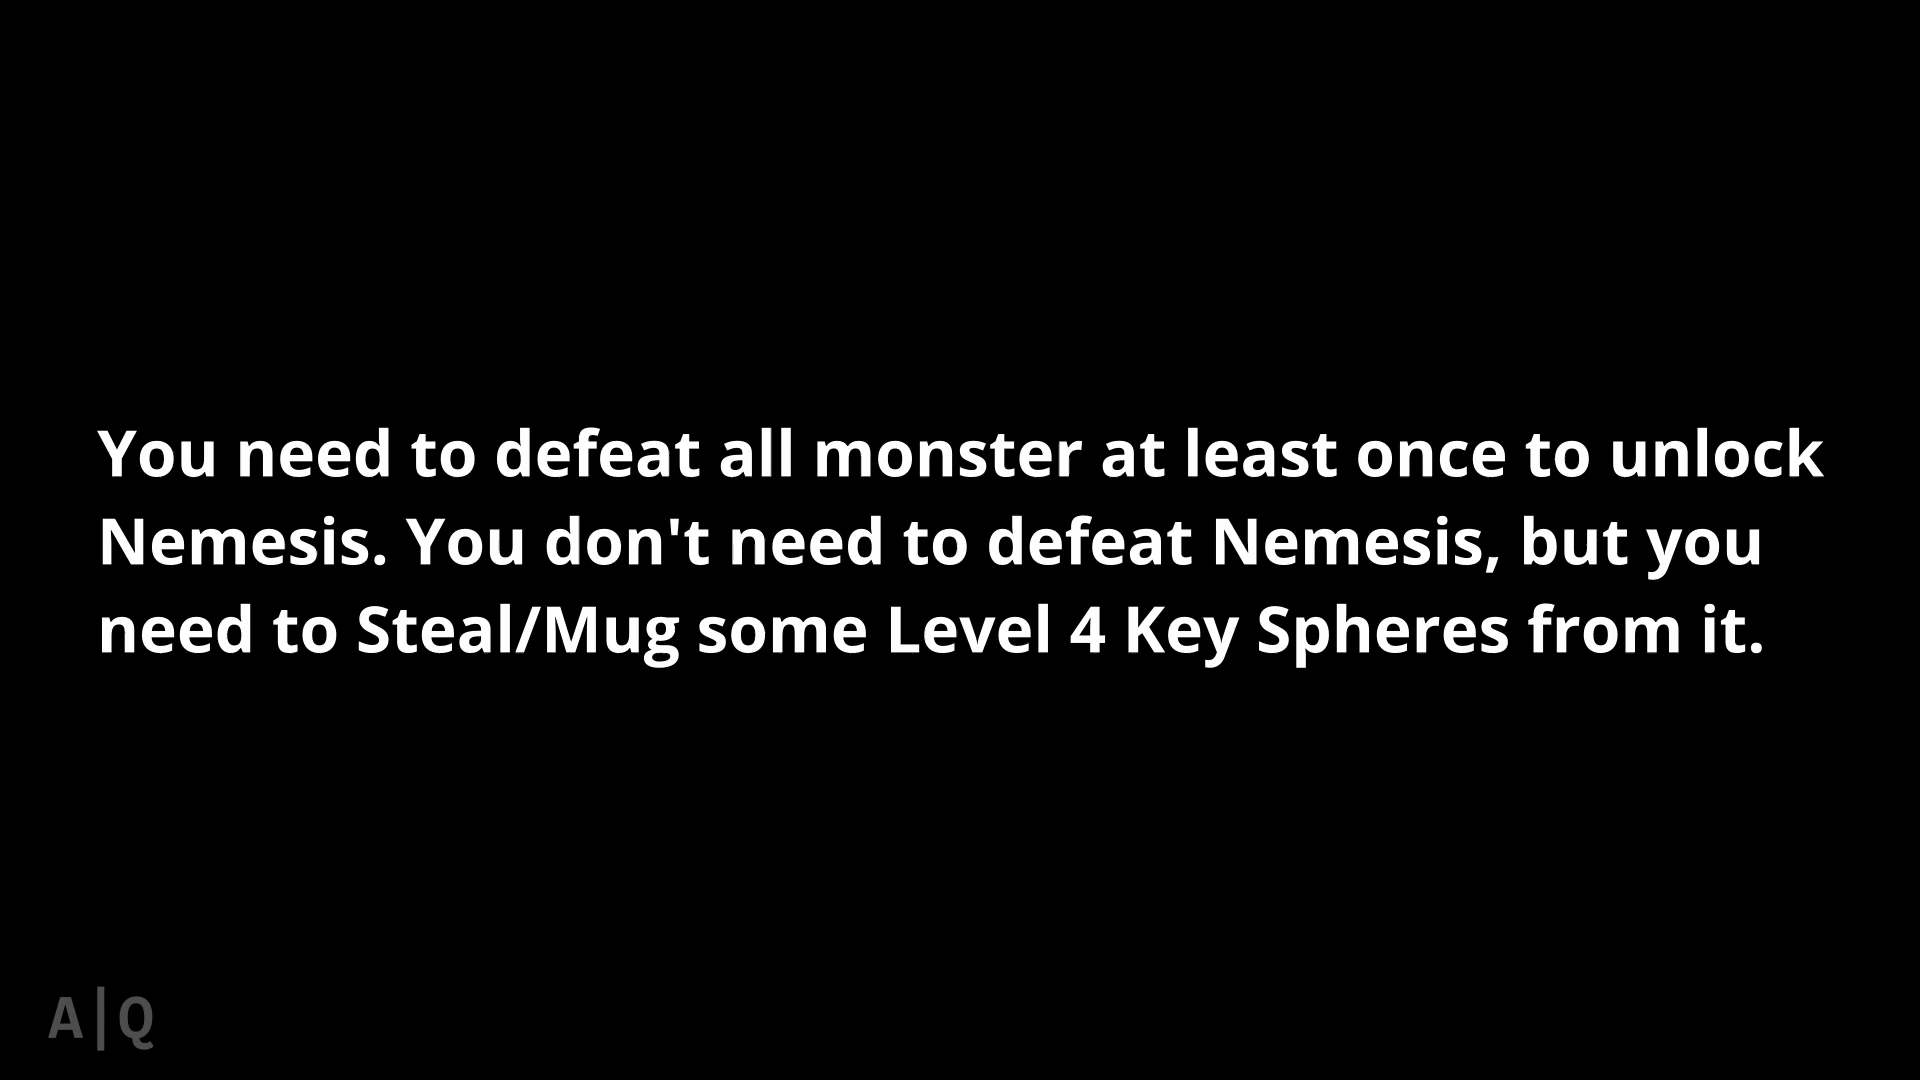 You need to defeat all monster at least once to unlock
Nemesis. You don't need to defeat Nemesis, but you
need to Steal/Mug some Level 4 Key Spheres from it.
A|Q